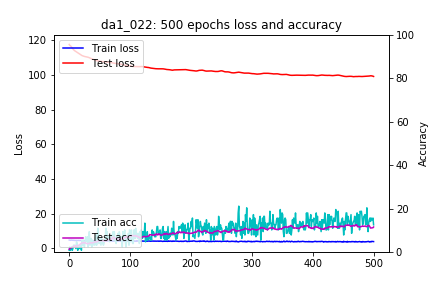 da1_022: 500 epochs loss and accuracy
120
100
80
60
40
20
0
Loss
Train loss
Test loss
Train acc
Test acc
0
100
200
300
400
500
100
80
60
40
20
0
Accuracy